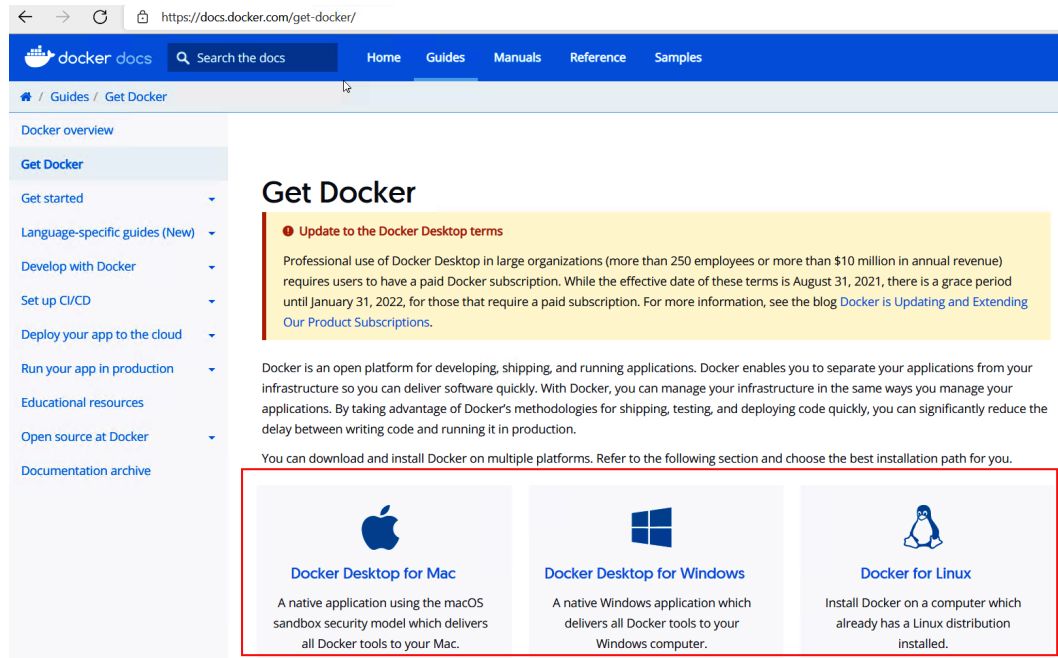 https://docs.docker.com/get-docker/
docker docs
Search the docs
Home
Guides
Manuals
Reference
Samples
/ Guides / Get Docker
Docker overview
Get Docker
Get started
Language-specific guides (New)
Develop with Docker
Set up CI/CD
Deploy your app to the cloud
Run your app in production
Educational resources
Open source at Docker
Documentation archive
Get Docker
Update to the Docker Desktop terms
Professional use of Docker Desktop in large organizations (more than 250 employees or more than $10 million in annual revenue)
requires users to have a paid Docker subscription. While the effective date of these terms is August 31, 2021, there is a grace period
until January 31, 2022, for those that require a paid subscription. For more information, see the blog Docker is Updating and Extending
Our Product Subscriptions.
Docker is an open platform for developing, shipping, and running applications. Docker enables you to separate your applications from your
infrastructure so you can deliver software quickly. With Docker, you can manage your infrastructure in the same ways you manage your
applications. By taking advantage of Docker's methodologies for shipping, testing, and deploying code quickly, you can significantly reduce the
delay between writing code and running it in production.
You can download and install Docker on multiple platforms. Refer to the following section and choose the best installation path for you.
Docker Desktop for Mac
A native application using the macOS
sandbox security model which delivers
all Docker tools to your Mac.
Docker Desktop for Windows
A native Windows application which
delivers all Docker tools to your
Windows computer.
Docker for Linux
Install Docker on a computer which
already has a Linux distribution
installed.